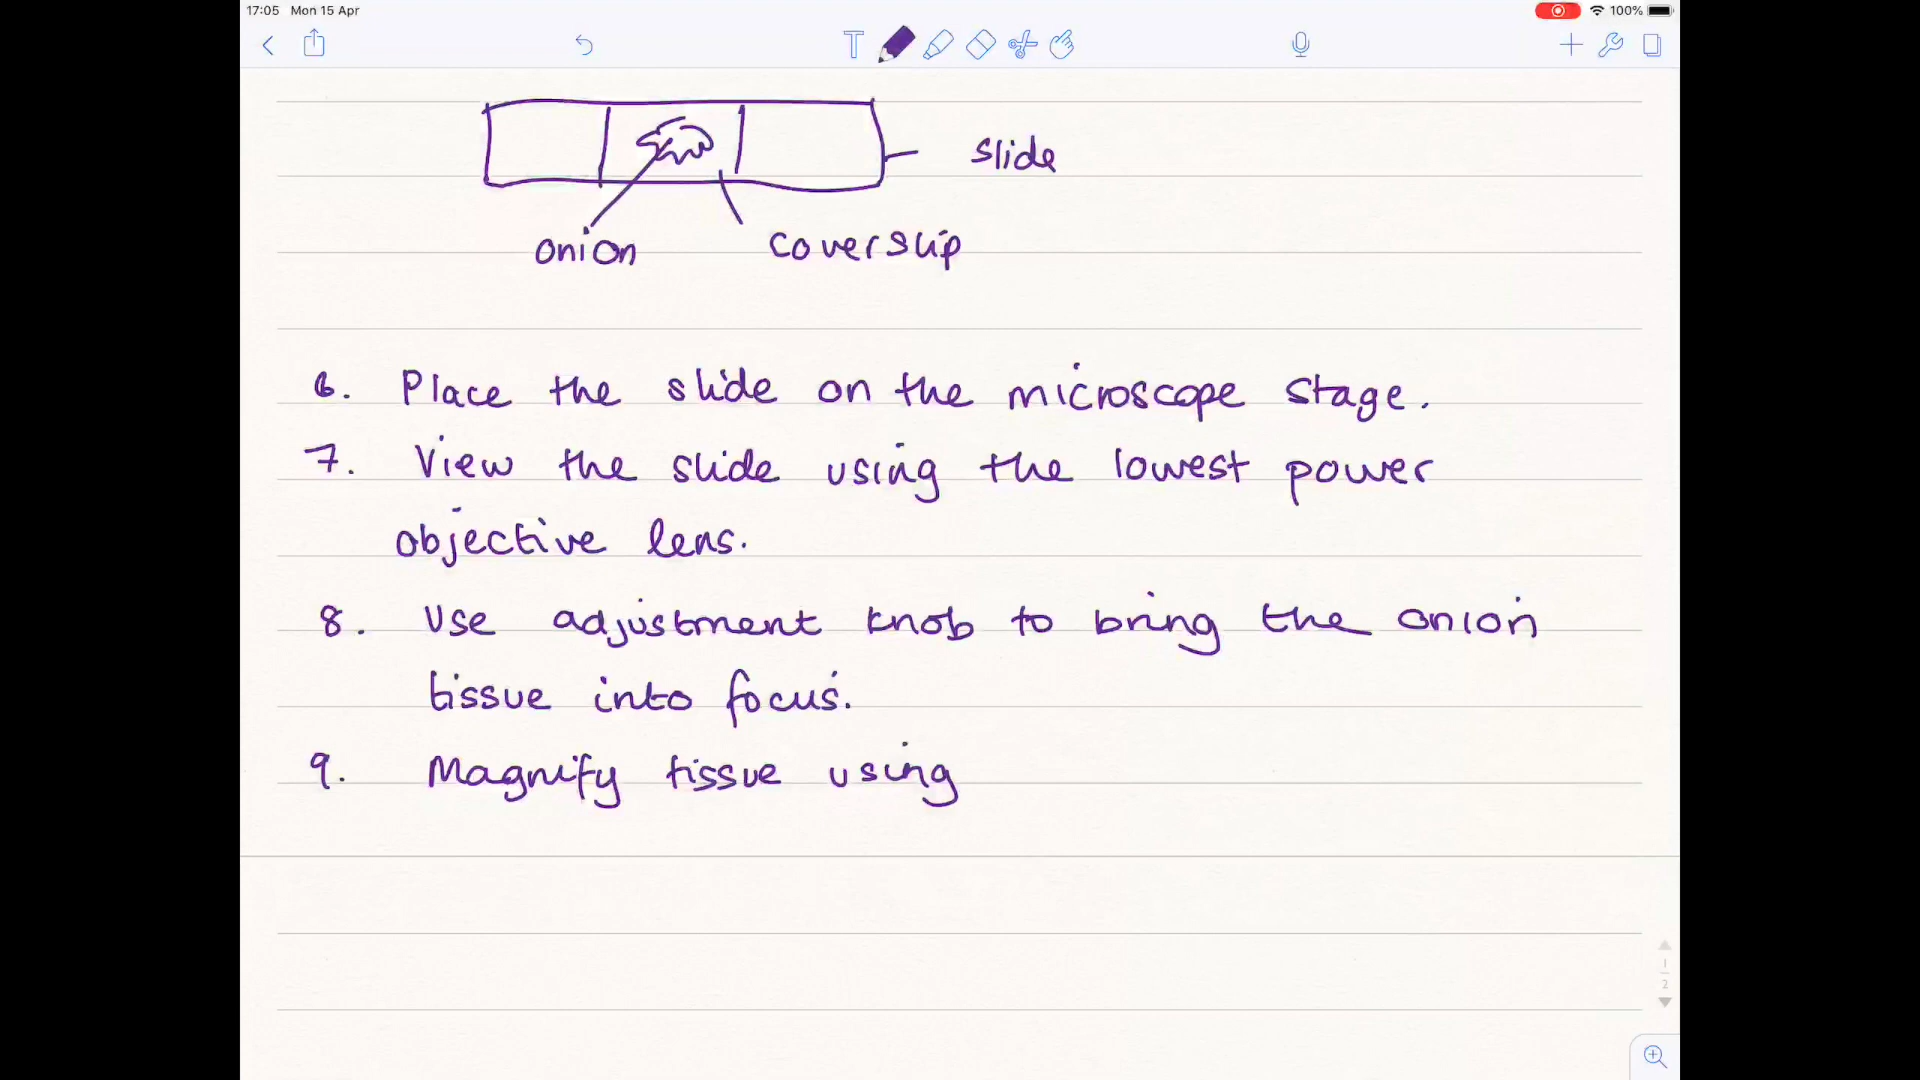 17:05 Mon 15 Apr 100%
T
slide
onion coverslip
6. Place the slide on the microscope stage.
7. View the slide using the lowest power
objective lens.
8. Use adjustment knob to bring the onion
tissue into focus.
9. Magnify tissue using
1
2